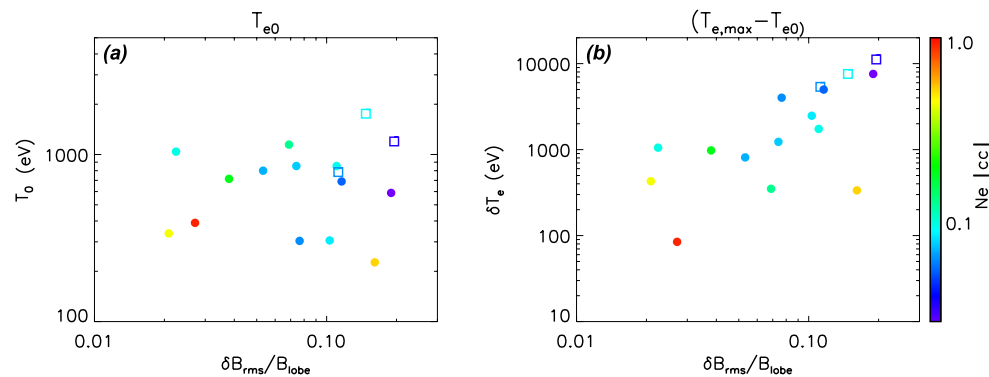 T_e0
(a)
1000
100
T_0 (eV)
0.01
0.10
δB_rms/B_lobe
(T_e,max−T_e0)
(b)
10000
1000
100
10
δT_e (eV)
0.01
0.10
δB_rms/B_lobe
1.0
0.1
Ne |cc|